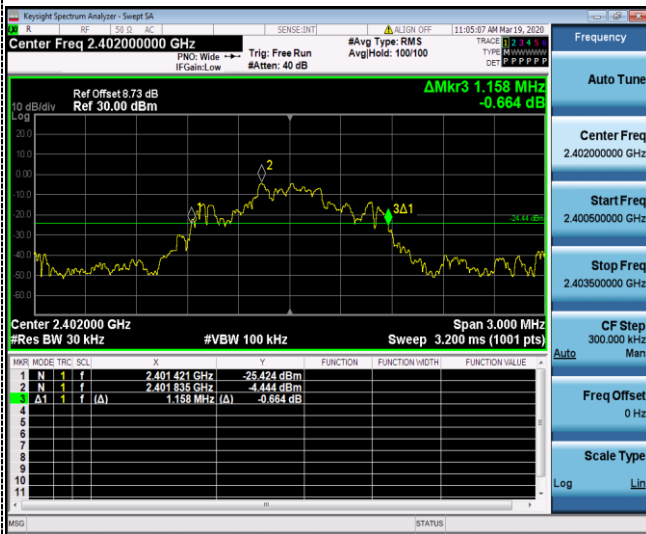 Keysight Spectrum Analyzer - Swept SA
R RF 50 Ω AC SENSE:INT ALIGN OFF 11:05:07 AM Mar 19, 2020
Center Freq 2.402000000 GHz
PNO: Wide
IFGain:Low
Trig: Free Run
#Atten: 40 dB
#Avg Type: RMS
Avg|Hold: 100/100
TRACE 1 2 3 4 5 6
TYPE M W W W W W
DET P P P P P P
Ref Offset 8.73 dB
10 dB/div Ref 30.00 dBm
Log
ΔMkr3 1.158 MHz
-0.664 dB
20.0
10.0
0.00
-10.0
-20.0
-30.0
-40.0
-50.0
-60.0
1
2
3Δ1
-24.44 dBm
Center 2.402000 GHz Span 3.000 MHz
#Res BW 30 kHz #VBW 100 kHz Sweep 3.200 ms (1001 pts)
MKR MODE TRC SCL X Y FUNCTION FUNCTION WIDTH FUNCTION VALUE
1 N 1 f 2.401 421 GHz -25.424 dBm
2 N 1 f 2.401 835 GHz -4.444 dBm
3 Δ1 1 f (Δ) 1.158 MHz (Δ) -0.664 dB
4
5
6
7
8
9
10
11
MSG STATUS
Frequency
Auto Tune
Center Freq
2.402000000 GHz
Start Freq
2.400500000 GHz
Stop Freq
2.403500000 GHz
CF Step
300.000 kHz
Auto Man
Freq Offset
0 Hz
Scale Type
Log Lin